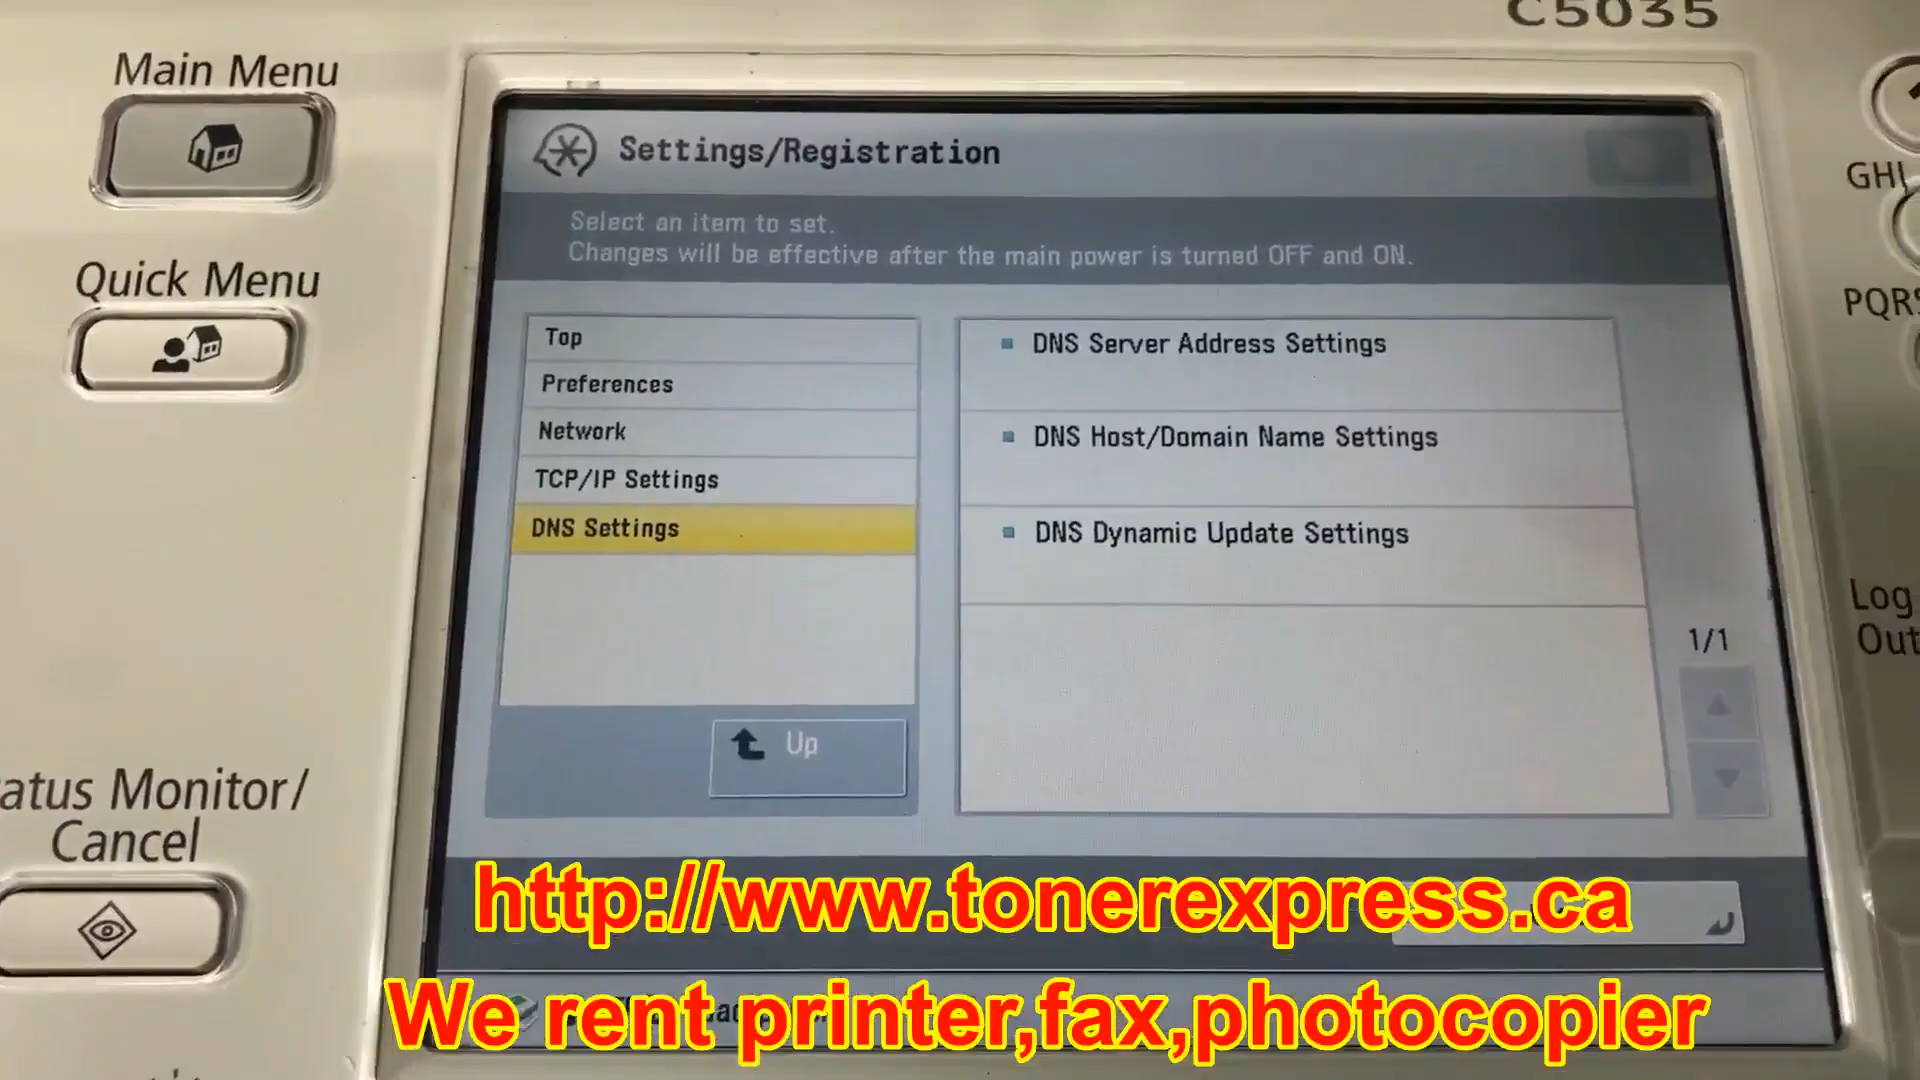 C5035
Main Menu
Settings/Registration
GHI
Select an item to set.
Changes will be effective after the main power is turned OFF and ON.
Quick Menu
PQRS
Top
Preferences
Network
TCP/IP Settings
DNS Settings
DNS Server Address Settings
DNS Host/Domain Name Settings
DNS Dynamic Update Settings
Log
Out
1/1
Up
atus Monitor/
Cancel
http://www.tonerexpress.ca
We rent printer,fax,photocopier